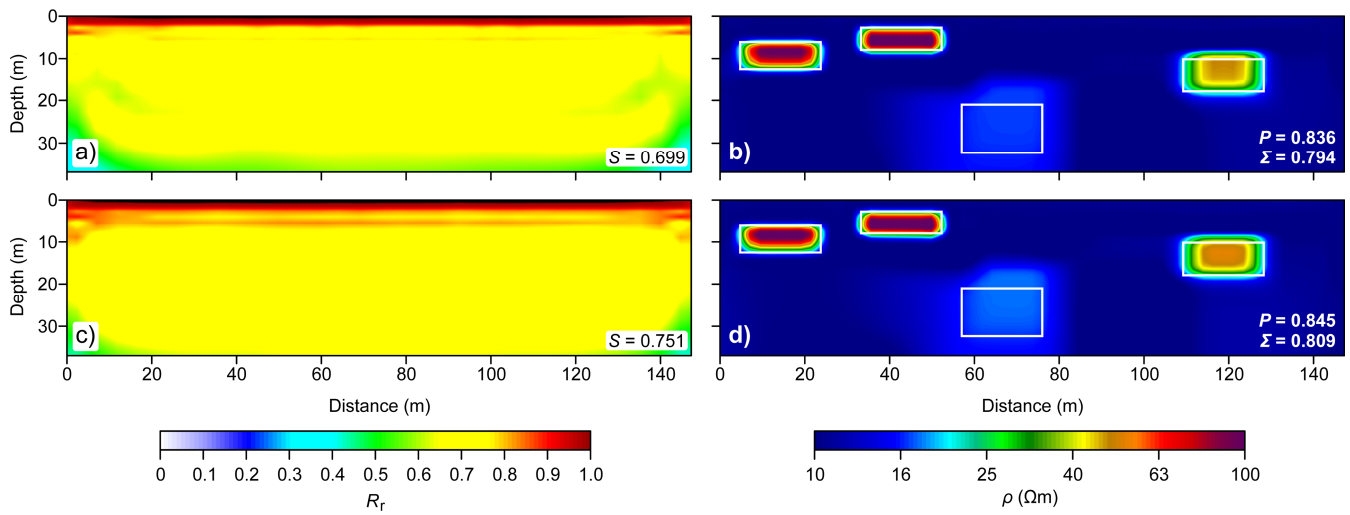 0
10
20
30
Depth (m)
a)
S = 0.699
b)
P = 0.836
Σ = 0.794
0
10
20
30
Depth (m)
c)
S = 0.751
d)
P = 0.845
Σ = 0.809
0 20 40 60 80 100 120 140
0 20 40 60 80 100 120 140
Distance (m)
Distance (m)
0 0.1 0.2 0.3 0.4 0.5 0.6 0.7 0.8 0.9 1.0
Rr
10 16 25 40 63 100
ρ (Ωm)